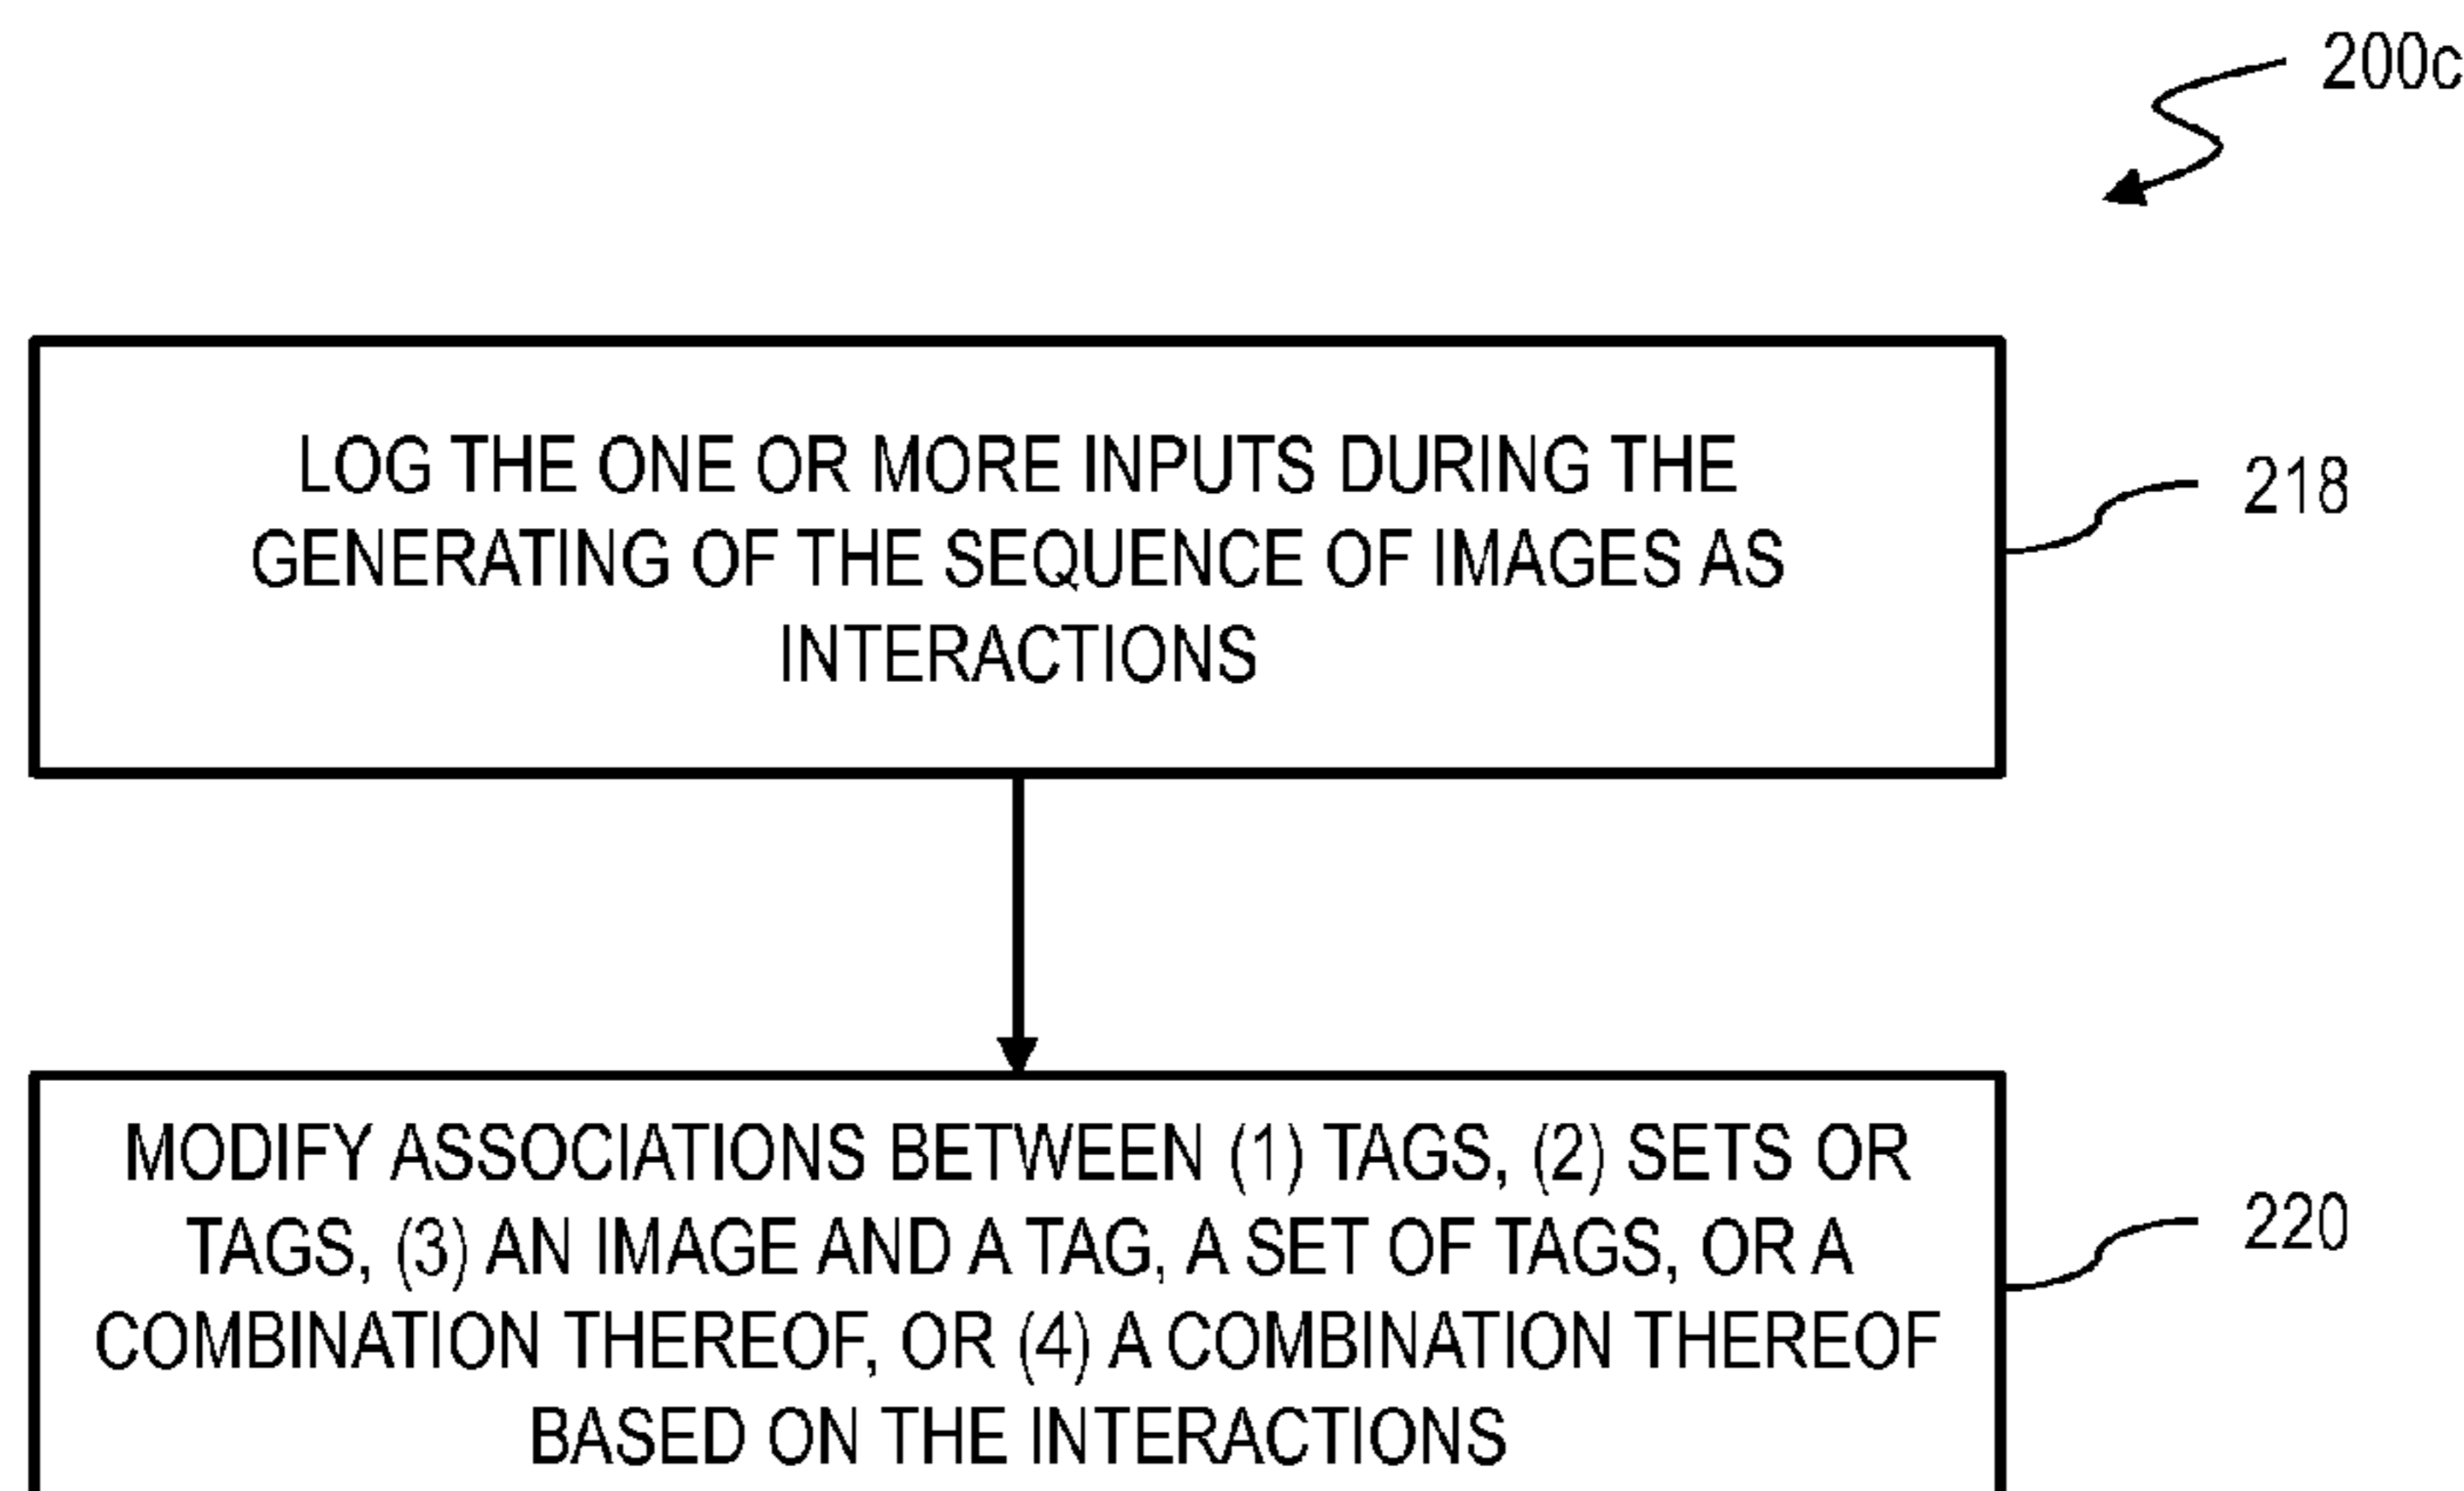 200c
LOG THE ONE OR MORE INPUTS DURING THE
GENERATING OF THE SEQUENCE OF IMAGES AS
INTERACTIONS
218
MODIFY ASSOCIATIONS BETWEEN (1) TAGS, (2) SETS OR
TAGS, (3) AN IMAGE AND A TAG, A SET OF TAGS, OR A
COMBINATION THEREOF, OR (4) A COMBINATION THEREOF
BASED ON THE INTERACTIONS
220